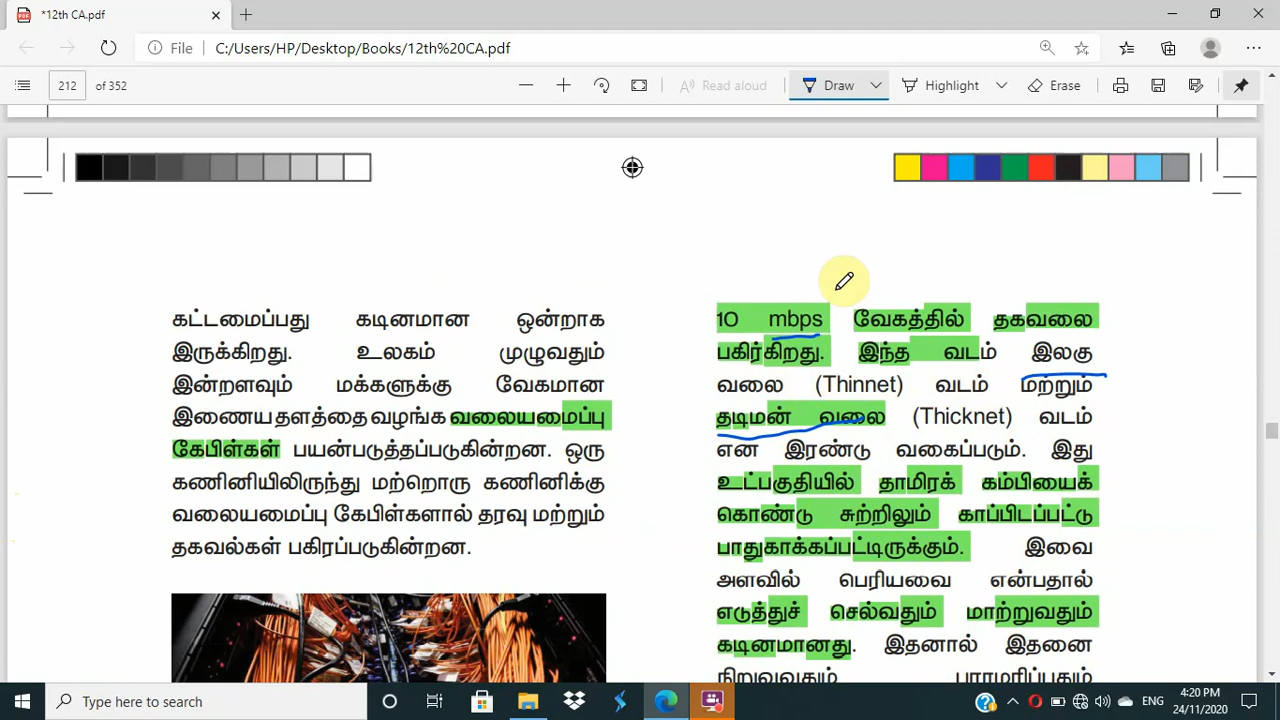 *12th CA.pdf
File C:/Users/HP/Desktop/Books/12th%20CA.pdf
212 of 352
Read aloud Draw Highlight Erase
கட்டமைப்பது கடினமான ஒன்றாக
இருக்கிறது. உலகம் முழுவதும்
இன்றளவும் மக்களுக்கு வேகமான
இணைய தளத்தை வழங்க வலையமைப்பு
கேபிள்கள் பயன்படுத்தப்படுகின்றன. ஒரு
கணினியிலிருந்து மற்றொரு கணினிக்கு
வலையமைப்பு கேபிள்களால் தரவு மற்றும்
தகவல்கள் பகிரப்படுகின்றன.
10 mbps வேகத்தில் தகவலை
பகிர்கிறது. இந்த வடம் இலகு
வலை (Thinnet) வடம் மற்றும்
தடிமன் வலை (Thicknet) வடம்
என இரண்டு வகைப்படும். இது
உட்பகுதியில் தாமிரக் கம்பியைக்
கொண்டு சுற்றிலும் காப்பிடப்பட்டு
பாதுகாக்கப்பட்டிருக்கும். இவை
அளவில் பெரியவை என்பதால்
எடுத்துச் செல்வதும் மாற்றுவதும்
கடினமானது. இதனால் இதனை
நிறுவுவதும் பராமரிப்பதும்
Type here to search
ENG
4:20 PM
24/11/2020